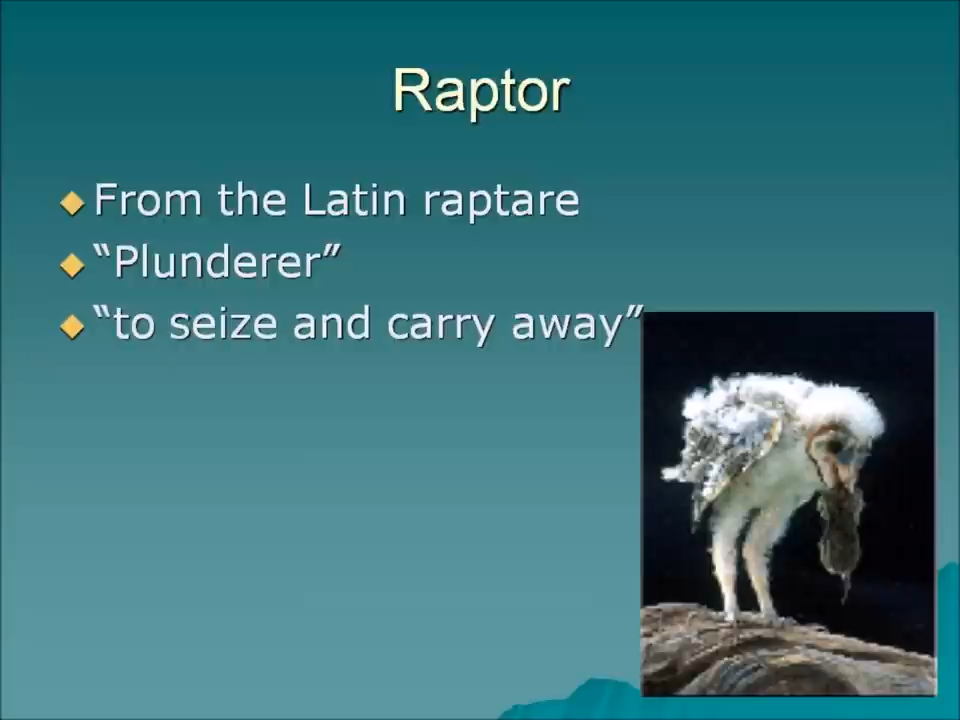 Raptor
From the Latin raptare
“Plunderer”
“to seize and carry away”